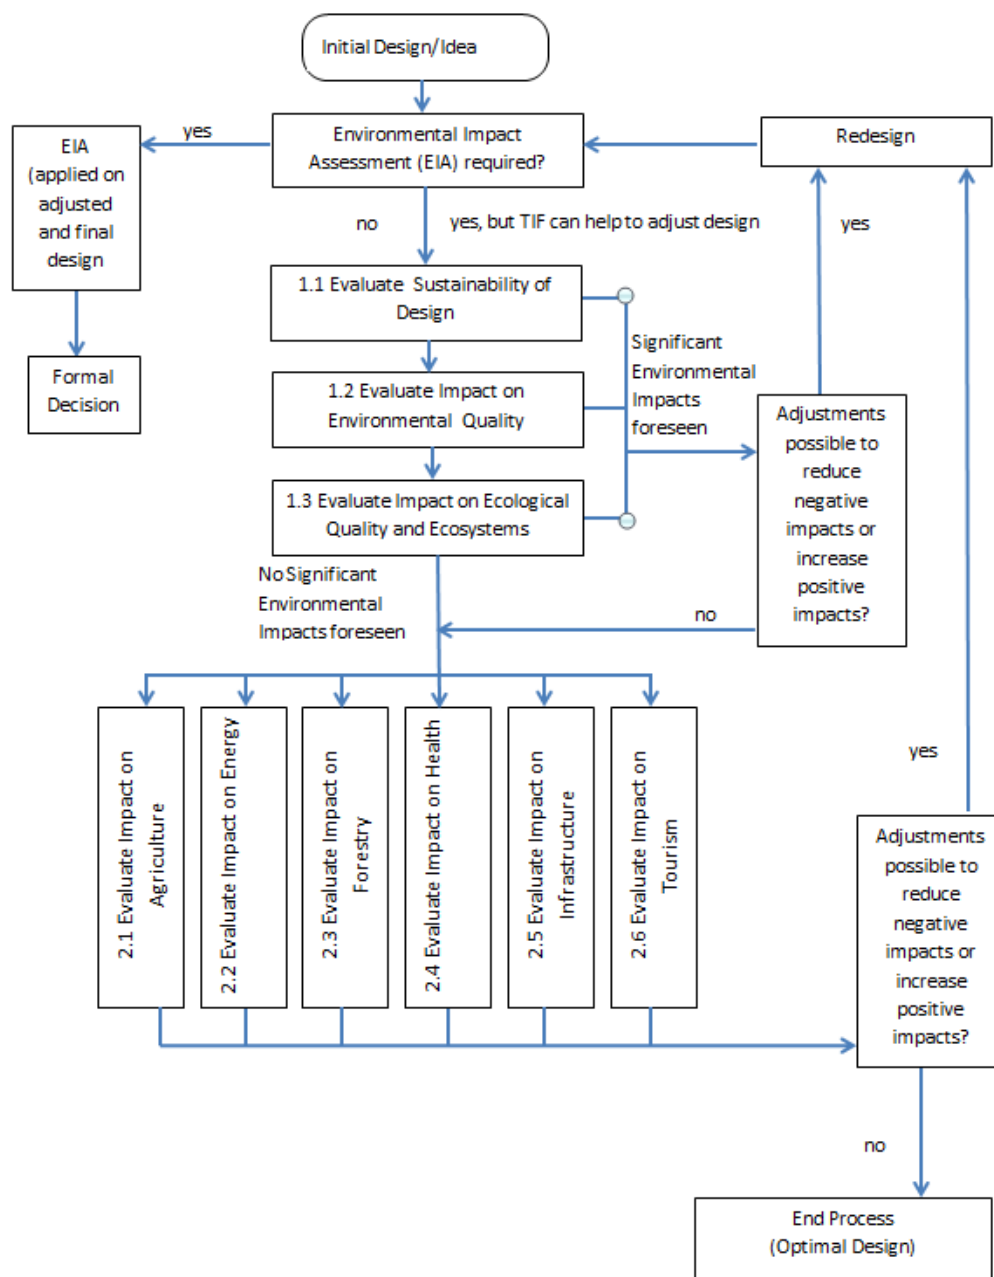 Initial Design/Idea
Environmental Impact
Assessment (EIA) required?
yes
EIA
(applied on
adjusted
and final
design
Formal
Decision
Redesign
no
yes, but TIF can help to adjust design
yes
1.1 Evaluate Sustainability of
Design
1.2 Evaluate Impact on
Environmental Quality
1.3 Evaluate Impact on Ecological
Quality and Ecosystems
Significant
Environmental
Impacts
foreseen
Adjustments
possible to
reduce
negative
impacts or
increase
positive
impacts?
No Significant
Environmental
Impacts foreseen
no
2.1 Evaluate Impact on
Agriculture
2.2 Evaluate Impact on Energy
2.3 Evaluate Impact on
Forestry
2.4 Evaluate Impact on Health
2.5 Evaluate Impact on
Infrastructure
2.6 Evaluate Impact on
Tourism
yes
Adjustments
possible to
reduce
negative
impacts or
increase
positive
impacts?
no
End Process
(Optimal Design)